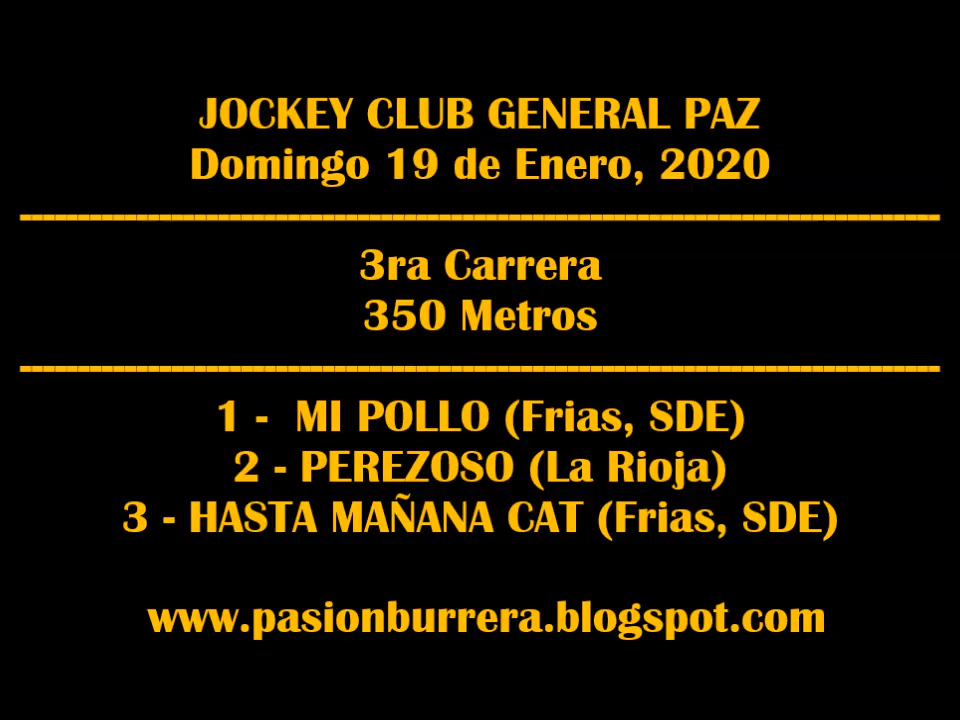 JOCKEY CLUB GENERAL PAZ
Domingo 19 de Enero, 2020
3ra Carrera
350 Metros
1 -  MI POLLO (Frias, SDE)
2 - PEREZOSO (La Rioja)
3 - HASTA MAÑANA CAT (Frias, SDE)
www.pasionburrera.blogspot.com